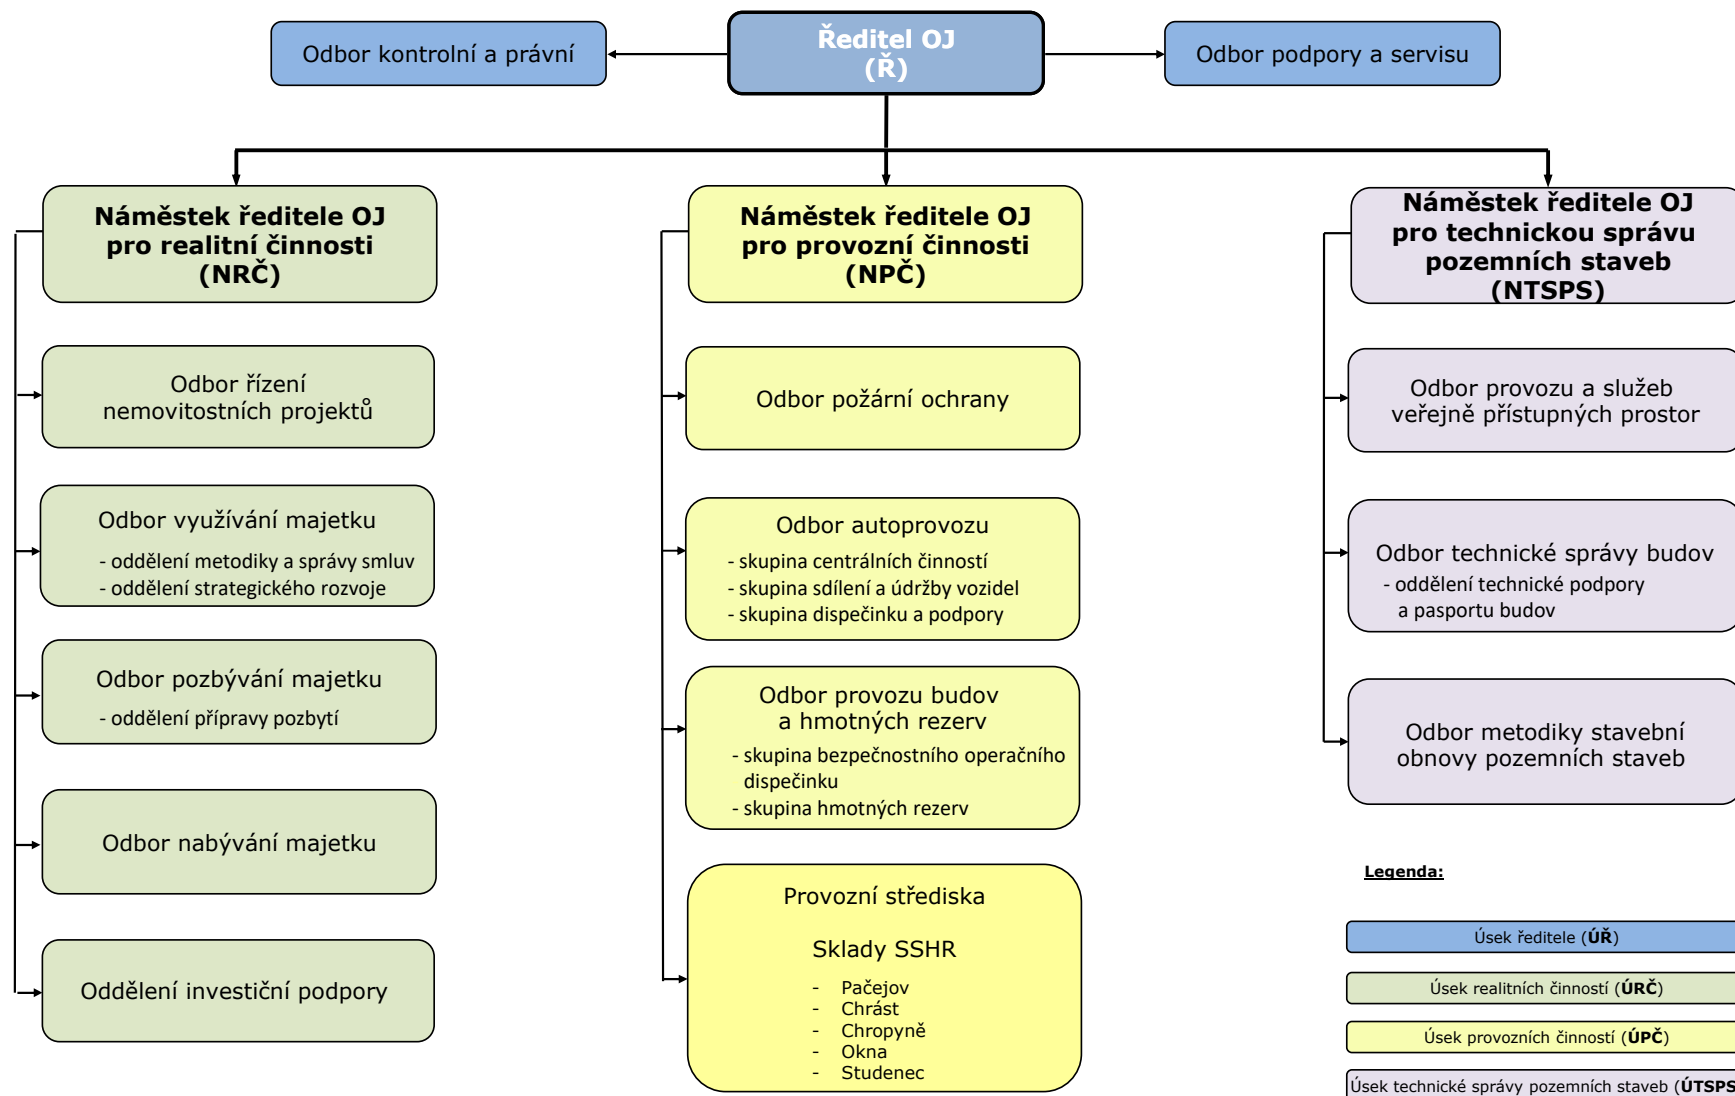 Odbor kontrolní a právní
Ředitel OJ
(Ř)
Odbor podpory a servisu
Náměstek ředitele OJ
pro realitní činnosti
(NRČ)
Odbor řízení
nemovitostních projektů
Odbor využívání majetku
- oddělení metodiky a správy smluv
- oddělení strategického rozvoje
Odbor pozbývání majetku
- oddělení přípravy pozbytí
Odbor nabývání majetku
Oddělení investiční podpory
Náměstek ředitele OJ
pro provozní činnosti
(NPČ)
Odbor požární ochrany
Odbor autoprovozu
- skupina centrálních činností
- skupina sdílení a údržby vozidel
- skupina dispečinku a podpory
Odbor provozu budov
a hmotných rezerv
- skupina bezpečnostního operačního
dispečinku
- skupina hmotných rezerv
Provozní střediska
Sklady SSHR
- Pačejov
- Chrást
- Chropyně
- Okna
- Studenec
Náměstek ředitele OJ
pro technickou správu
pozemních staveb
(NTSPS)
Odbor provozu a služeb
veřejně přístupných prostor
Odbor technické správy budov
- oddělení technické podpory
a pasportu budov
Odbor metodiky stavební
obnovy pozemních staveb
Legenda:
Úsek ředitele (ÚŘ)
Úsek realitních činností (ÚRČ)
Úsek provozních činností (ÚPČ)
Úsek technické správy pozemních staveb (ÚTSPS